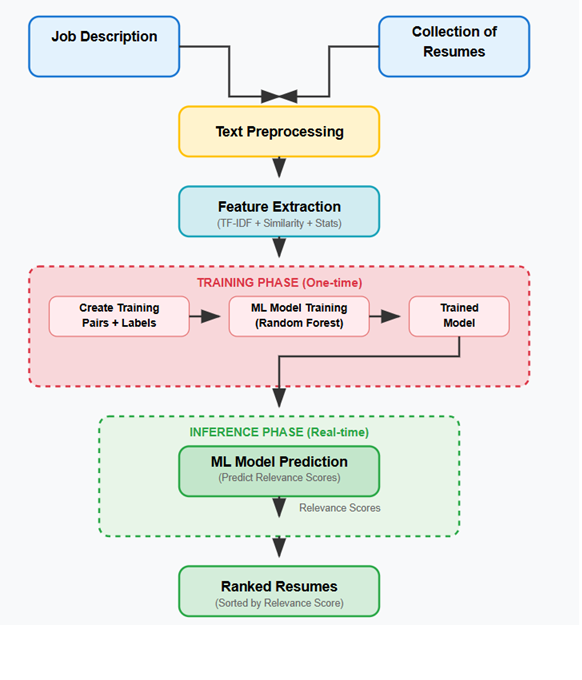 Job Description
Collection of
Resumes
Text Preprocessing
Feature Extraction
(TF-IDF + Similarity + Stats)
TRAINING PHASE (One-time)
Create Training
Pairs + Labels
ML Model Training
(Random Forest)
Trained
Model
INFERENCE PHASE (Real-time)
ML Model Prediction
(Predict Relevance Scores)
Relevance Scores
Ranked Resumes
(Sorted by Relevance Score)